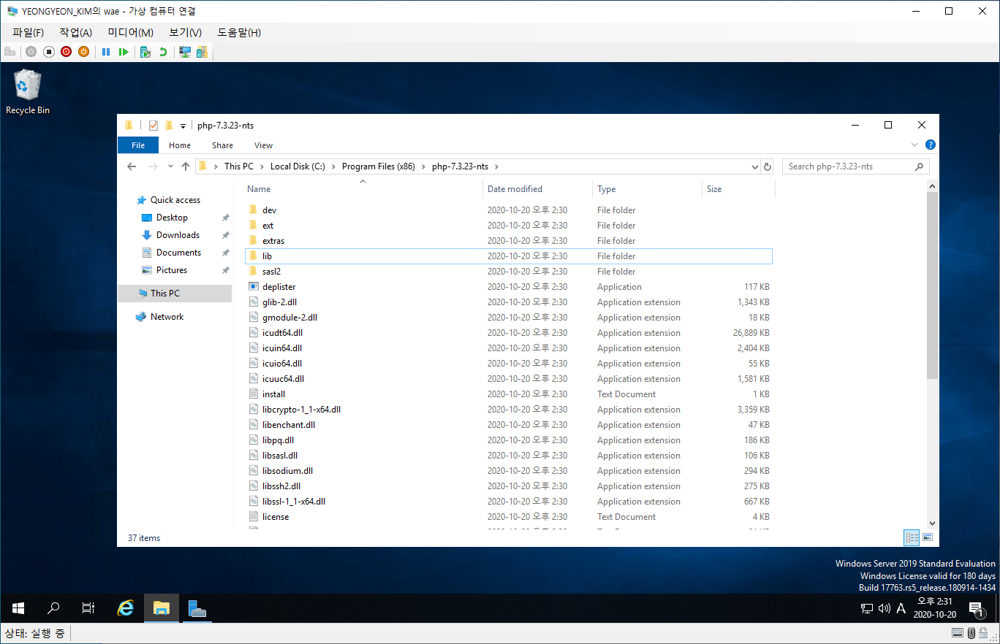 YEONGYEON_KIM의 wae - 가상 컴퓨터 연결
파일(F) 작업(A) 미디어(M) 보기(V) 도움말(H)
Recycle Bin
php-7.3.23-nts
File Home Share View
This PC Local Disk (C:) Program Files (x86) php-7.3.23-nts Search php-7.3.23-nts
Name Date modified Type Size
Quick access
Desktop
Downloads
Documents
Pictures
This PC
Network
dev 2020-10-20 오후 2:30 File folder
ext 2020-10-20 오후 2:30 File folder
extras 2020-10-20 오후 2:30 File folder
lib 2020-10-20 오후 2:30 File folder
sasl2 2020-10-20 오후 2:30 File folder
deplister 2020-10-20 오후 2:30 Application 117 KB
glib-2.dll 2020-10-20 오후 2:30 Application extension 1,343 KB
gmodule-2.dll 2020-10-20 오후 2:30 Application extension 18 KB
icudt64.dll 2020-10-20 오후 2:30 Application extension 26,889 KB
icuin64.dll 2020-10-20 오후 2:30 Application extension 2,404 KB
icuio64.dll 2020-10-20 오후 2:30 Application extension 55 KB
icuuc64.dll 2020-10-20 오후 2:30 Application extension 1,581 KB
install 2020-10-20 오후 2:30 Text Document 1 KB
libcrypto-1_1-x64.dll 2020-10-20 오후 2:30 Application extension 3,359 KB
libenchant.dll 2020-10-20 오후 2:30 Application extension 47 KB
libpq.dll 2020-10-20 오후 2:30 Application extension 186 KB
libsasl.dll 2020-10-20 오후 2:30 Application extension 106 KB
libsodium.dll 2020-10-20 오후 2:30 Application extension 294 KB
libssh2.dll 2020-10-20 오후 2:30 Application extension 275 KB
libssl-1_1-x64.dll 2020-10-20 오후 2:30 Application extension 667 KB
license 2020-10-20 오후 2:30 Text Document 4 KB
37 items
Windows Server 2019 Standard Evaluation
Windows License valid for 180 days
Build 17763.rs5_release.180914-1434
A 오후 2:31
2020-10-20
1
상태: 실행 중